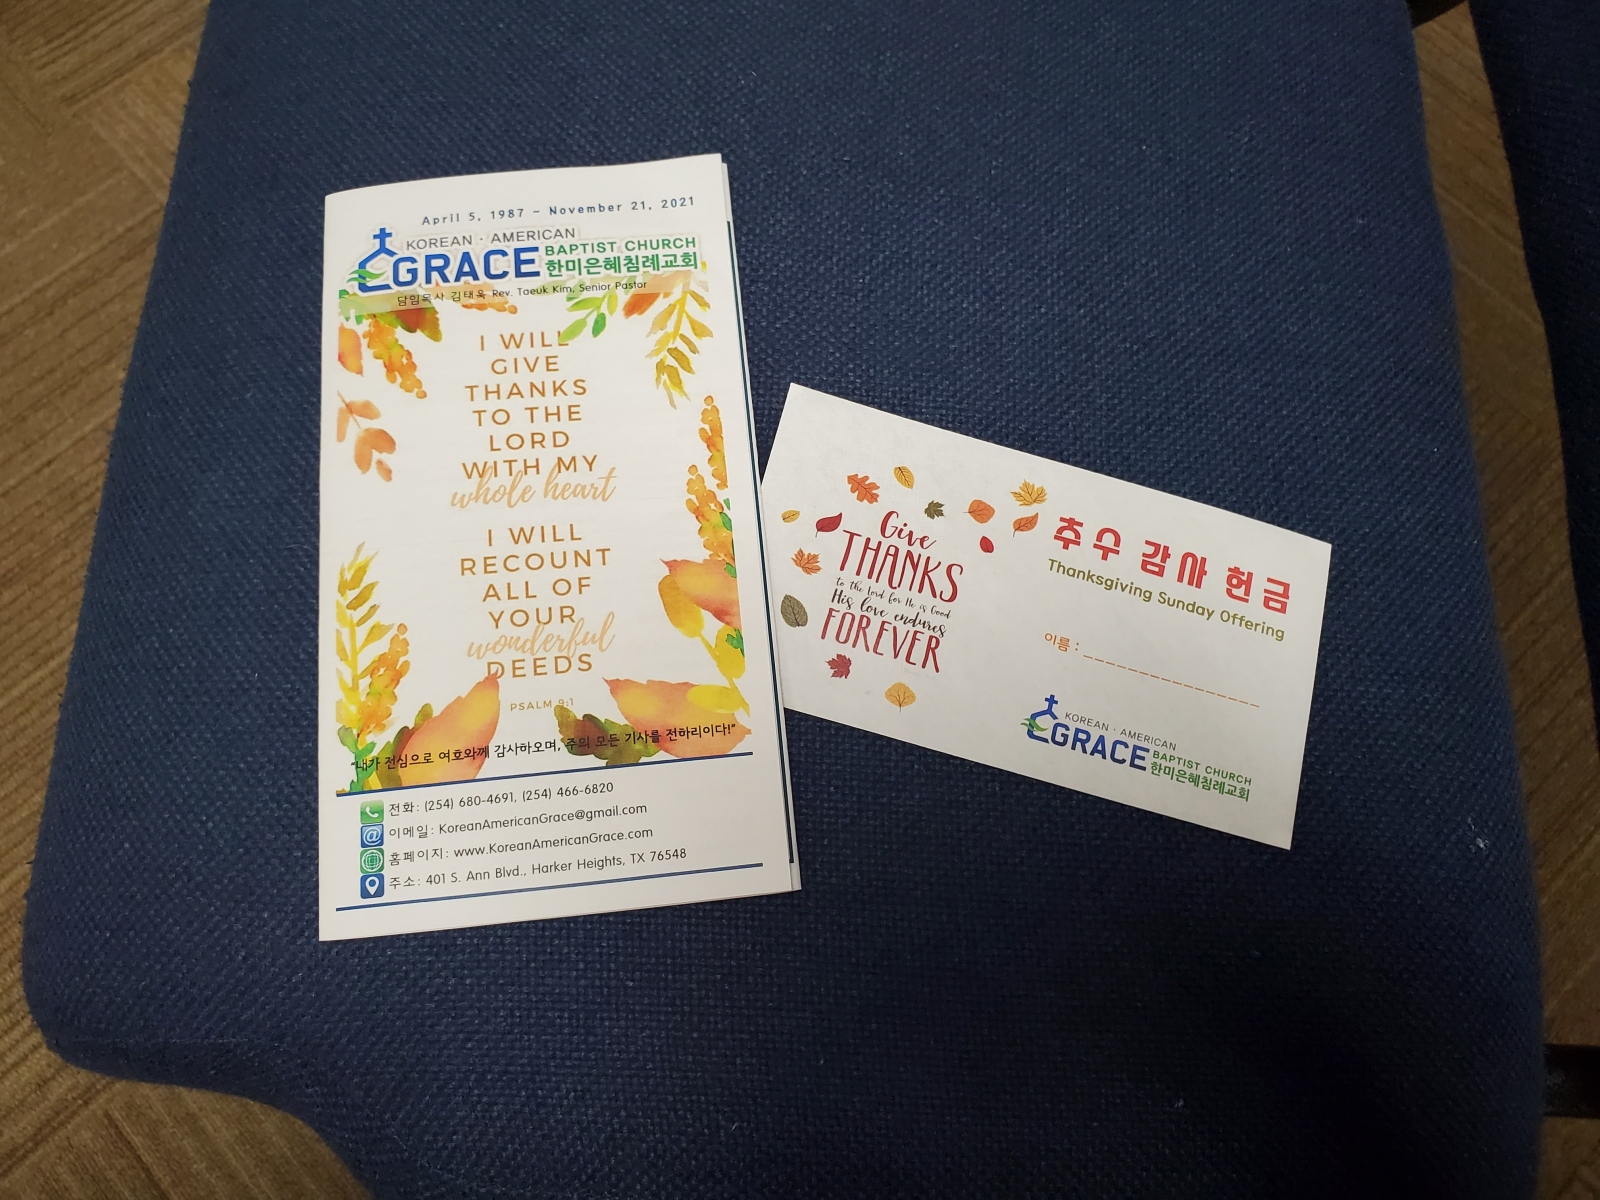 April 5, 1987 ~ November 21, 2021
KOREAN · AMERICAN
GRACE BAPTIST CHURCH
한미은혜침례교회
담임목사 김태욱 Rev. Taeuk Kim, Senior Pastor
I WILL
GIVE
THANKS
TO THE
LORD
WITH MY
whole heart
I WILL
RECOUNT
ALL OF
YOUR
wonderful
DEEDS
PSALM 9:1
"내가 전심으로 여호와께 감사하오며, 주의 모든 기사를 전하리이다!"
전화: (254) 680-4691, (254) 466-6820
이메일: KoreanAmericanGrace@gmail.com
홈페이지: www.KoreanAmericanGrace.com
주소: 401 S. Ann Blvd., Harker Heights, TX 76548
Give
THANKS
to the Lord for He is Good
His love endures
FOREVER
추수 감사 헌금
Thanksgiving Sunday Offering
이름 : _______________
KOREAN · AMERICAN
GRACE BAPTIST CHURCH
한미은혜침례교회